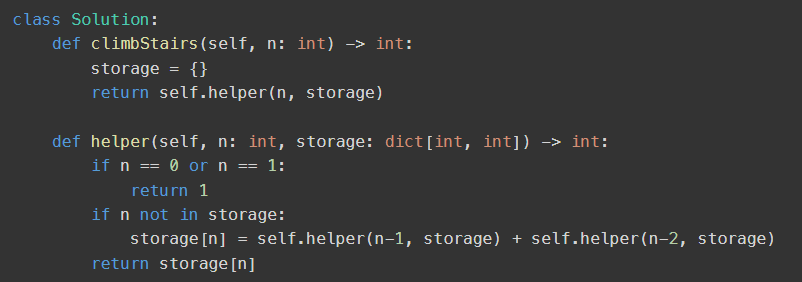 class Solution:
    def climbStairs(self, n: int) -> int:
        storage = {}
        return self.helper(n, storage)

    def helper(self, n: int, storage: dict[int, int]) -> int:
        if n == 0 or n == 1:
            return 1
        if n not in storage:
            storage[n] = self.helper(n-1, storage) + self.helper(n-2, storage)
        return storage[n]